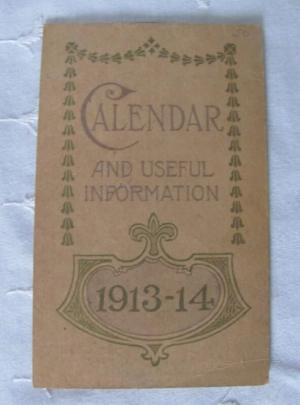 CALENDAR
AND USEFUL
INFORMATION
1913-14